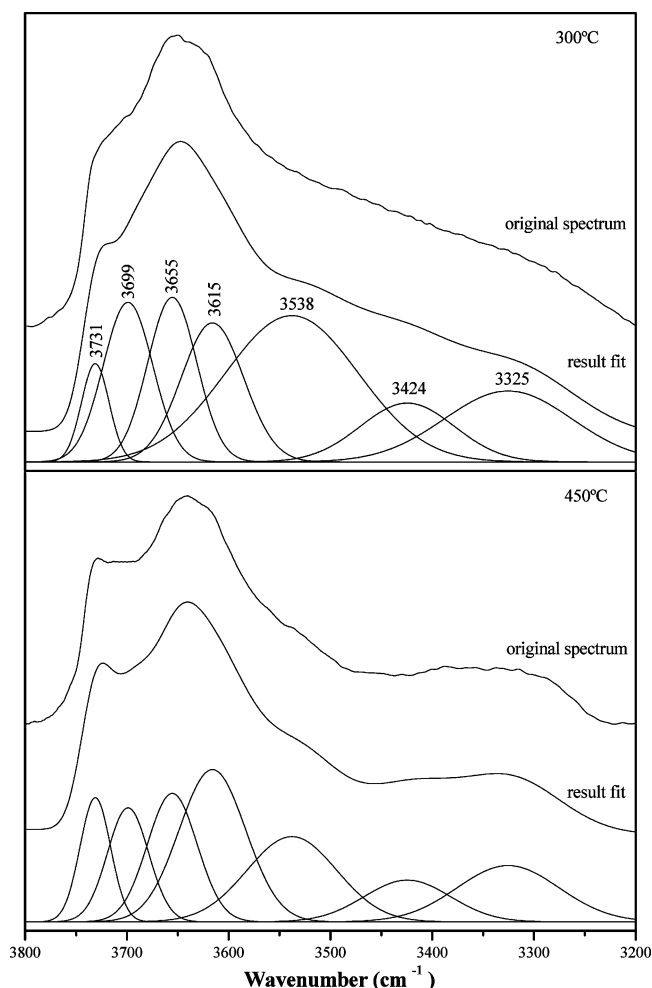 300ºC
original spectrum
result fit
3731
3699
3655
3615
3538
3424
3325
450ºC
original spectrum
result fit
3800 3700 3600 3500 3400 3300 3200
Wavenumber (cm⁻¹)